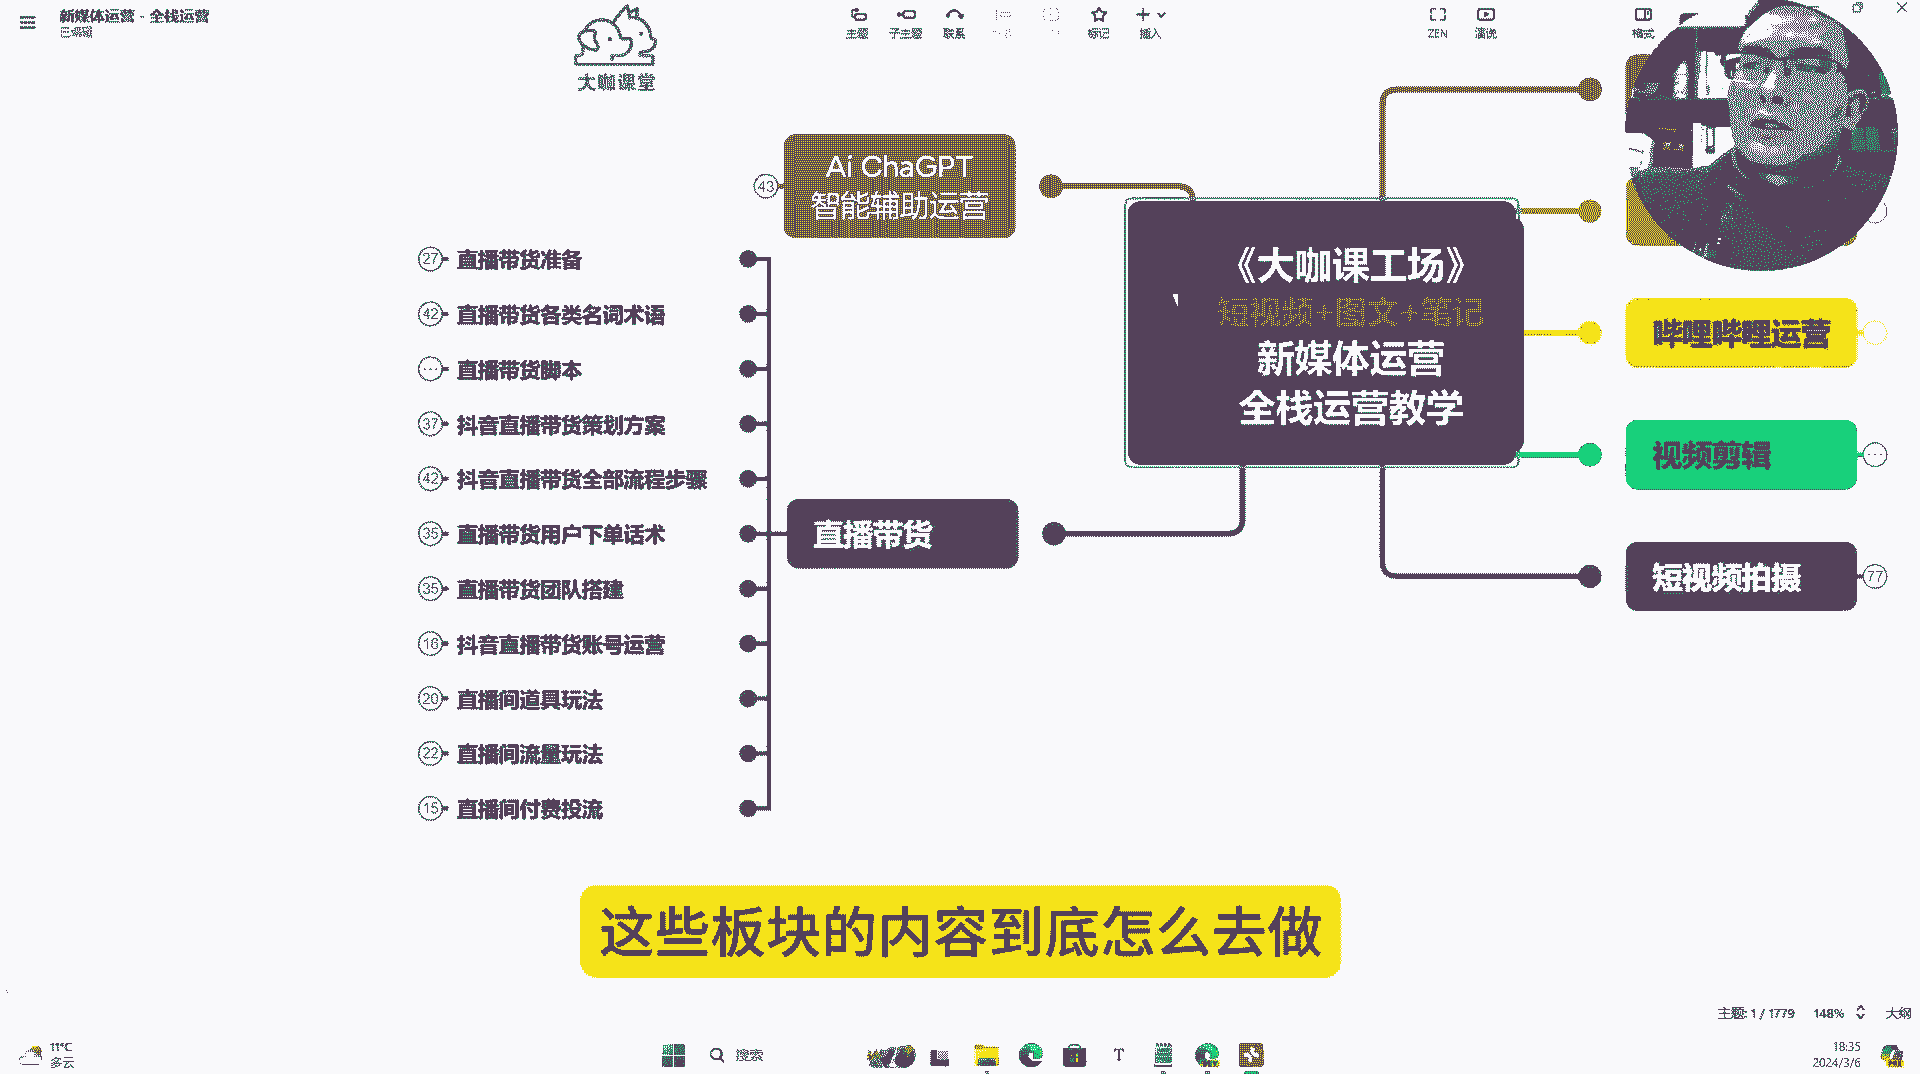 新媒体运营 - 全栈运营
已编辑
大咖课堂
主题
子主题
联系
标记
插入
ZEN
演说
格式
43
Ai ChaGPT
智能辅助运营
27 直播带货准备
42 直播带货各类名词术语
直播带货脚本
37 抖音直播带货策划方案
42 抖音直播带货全部流程步骤
35 直播带货用户下单话术
35 直播带货团队搭建
16 抖音直播带货账号运营
20 直播间道具玩法
22 直播间流量玩法
15 直播间付费投流
直播带货
《大咖课工场》
短视频+图文+笔记
新媒体运营
全栈运营教学
哔哩哔哩运营
视频剪辑
短视频拍摄
77
这些板块的内容到底怎么去做
主题: 1 / 1779
148%
大纲
11°C
多云
搜索
18:35
2024/3/6